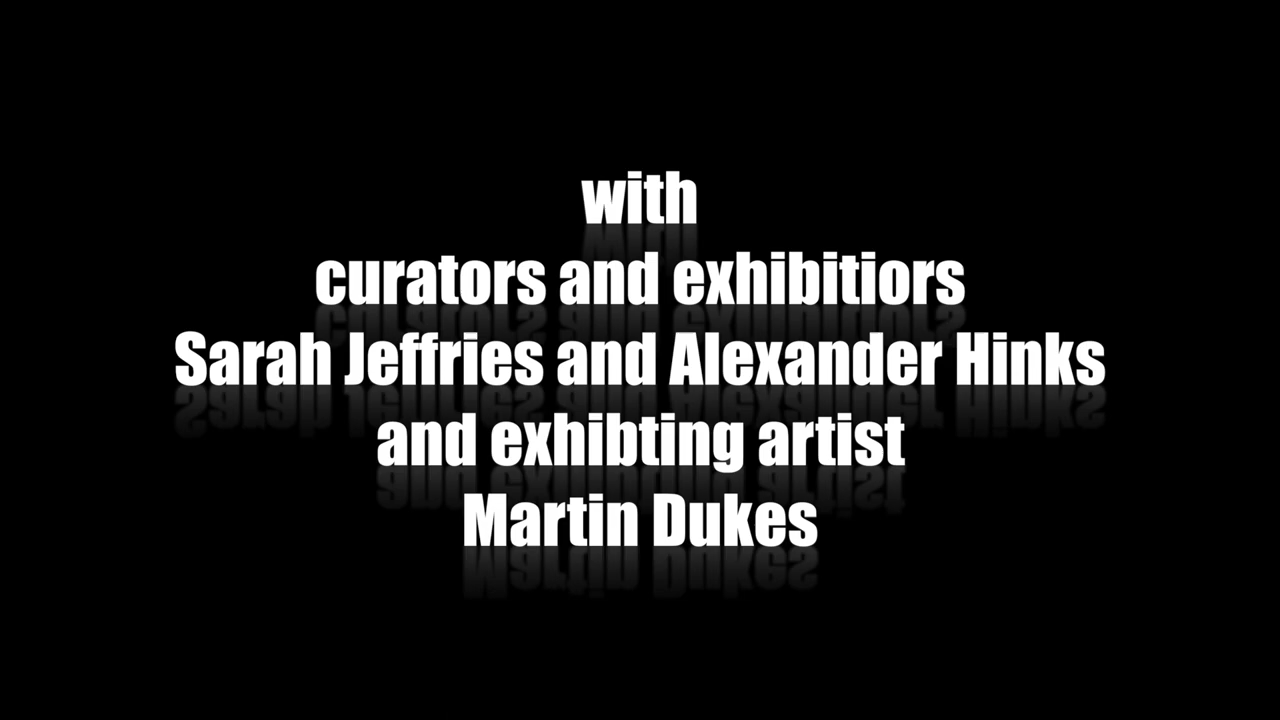 with
curators and exhibitiors
Sarah Jeffries and Alexander Hinks
and exhibting artist
Martin Dukes